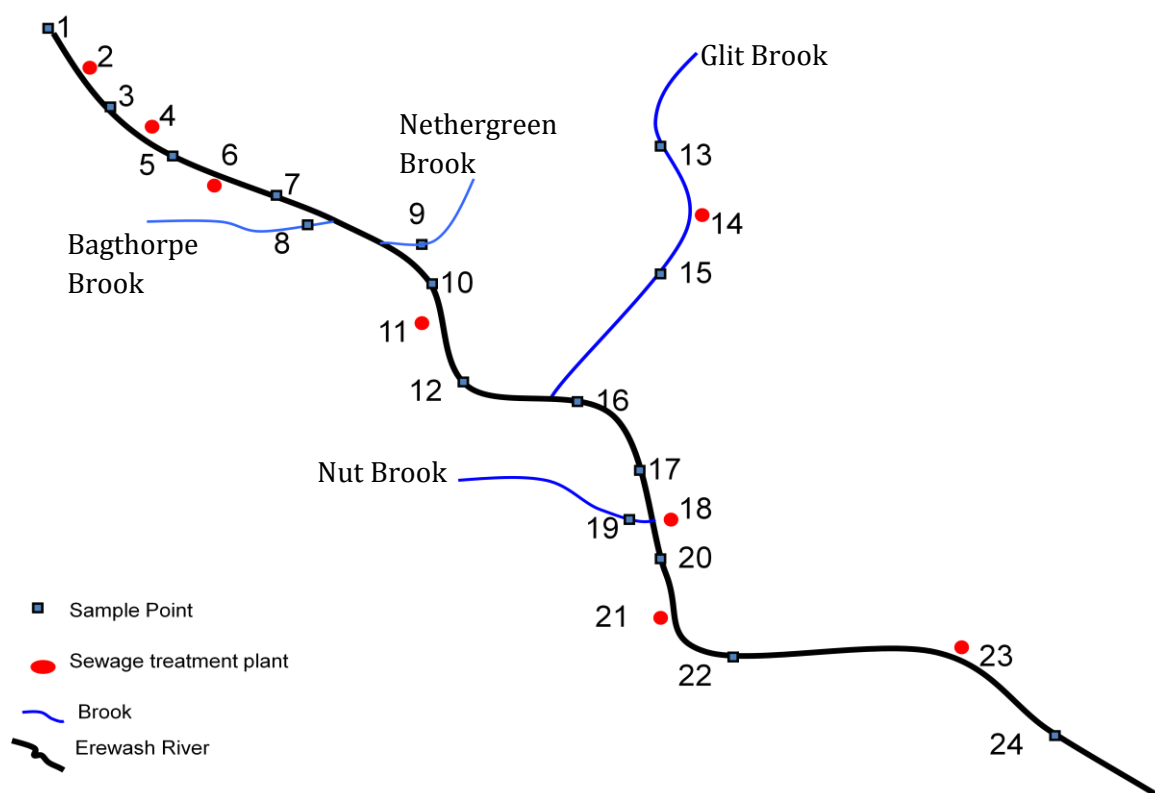 1
2
3
4
5
6
7
8
Bagthorpe
Brook
Nethergreen
Brook
9
10
11
12
Glit Brook
13
14
15
16
17
Nut Brook
18
19
20
21
22
23
24
Sample Point
Sewage treatment plant
Brook
Erewash River